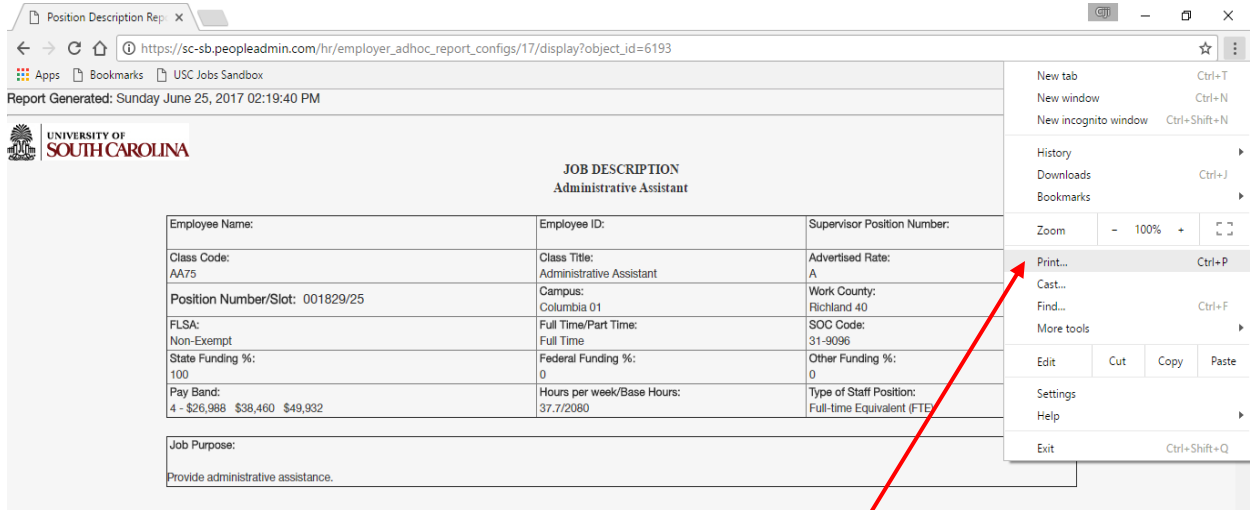 Position Description Rep
https://sc-sb.peopleadmin.com/hr/employer_adhoc_report_configs/17/display?object_id=6193
Apps Bookmarks USC Jobs Sandbox
Report Generated: Sunday June 25, 2017 02:19:40 PM
UNIVERSITY OF
SOUTH CAROLINA
JOB DESCRIPTION
Administrative Assistant
Employee Name: Employee ID: Supervisor Position Number:
Class Code: Class Title: Advertised Rate:
AA75 Administrative Assistant A
Position Number/Slot: 001829/25
Campus: Work County:
Columbia 01 Richland 40
FLSA: Full Time/Part Time: SOC Code:
Non-Exempt Full Time 31-9096
State Funding %: Federal Funding %: Other Funding %:
100 0 0
Pay Band: Hours per week/Base Hours: Type of Staff Position:
4 - $26,988 $38,460 $49,932 37.7/2080 Full-time Equivalent (FTE)
Job Purpose:
Provide administrative assistance.
New tab Ctrl+T
New window Ctrl+N
New incognito window Ctrl+Shift+N
History
Downloads Ctrl+J
Bookmarks
Zoom - 100% +
Print... Ctrl+P
Cast...
Find... Ctrl+F
More tools
Edit Cut Copy Paste
Settings
Help
Exit Ctrl+Shift+Q